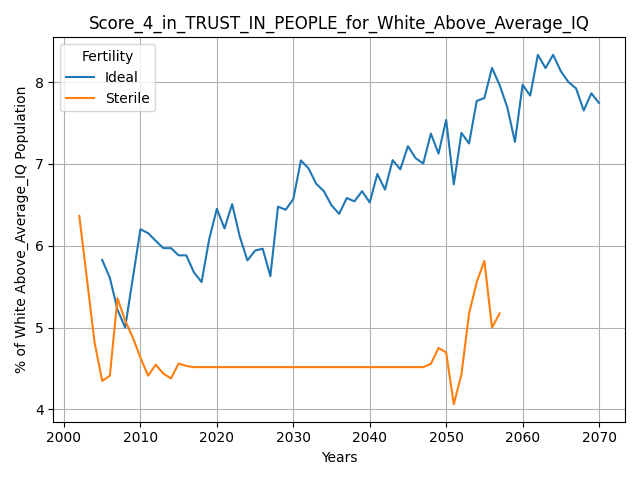 Score_4_in_TRUST_IN_PEOPLE_for_White_Above_Average_IQ
Fertility
Ideal
Sterile
% of White Above_Average_IQ Population
8
7
6
5
4
2000 2010 2020 2030 2040 2050 2060 2070
Years